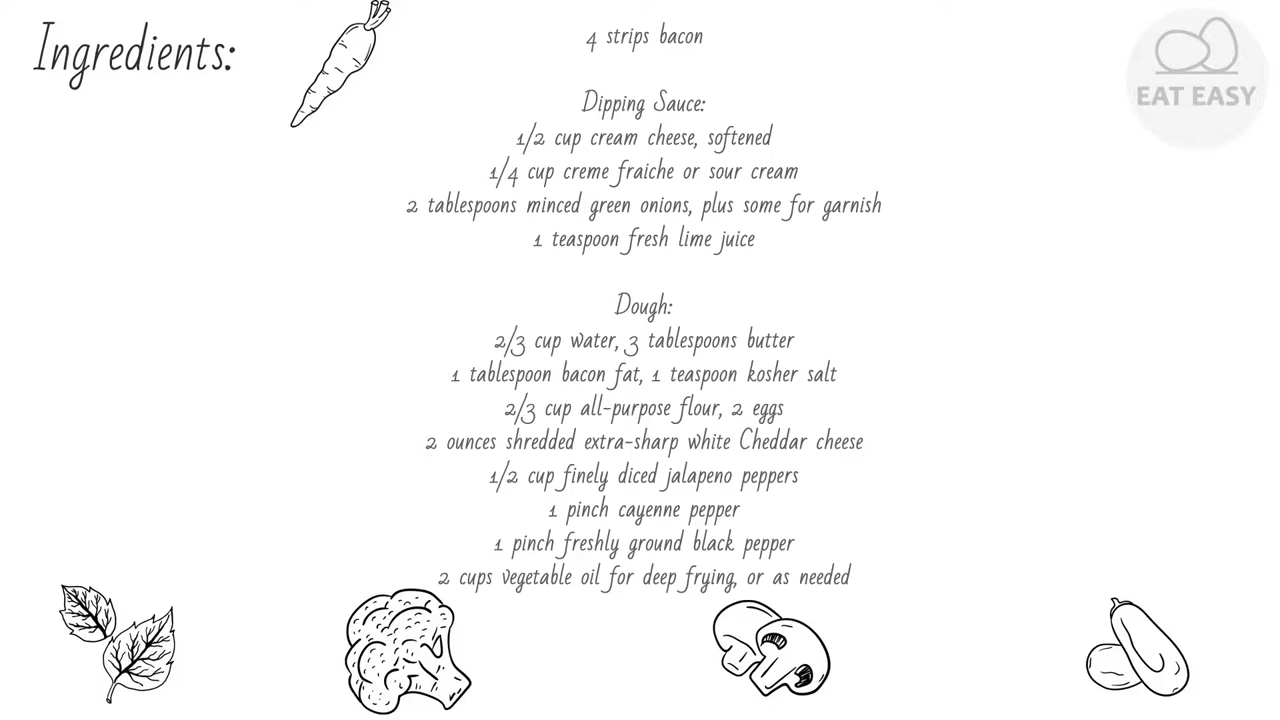 Ingredients:
4 strips bacon
EAT EASY
Dipping Sauce:
1/2 cup cream cheese, softened
1/4 cup creme fraiche or sour cream
2 tablespoons minced green onions, plus some for garnish
1 teaspoon fresh lime juice
Dough:
2/3 cup water, 3 tablespoons butter
1 tablespoon bacon fat, 1 teaspoon kosher salt
2/3 cup all-purpose flour, 2 eggs
2 ounces shredded extra-sharp white Cheddar cheese
1/2 cup finely diced jalapeno peppers
1 pinch cayenne pepper
1 pinch freshly ground black pepper
2 cups vegetable oil for deep frying, or as needed